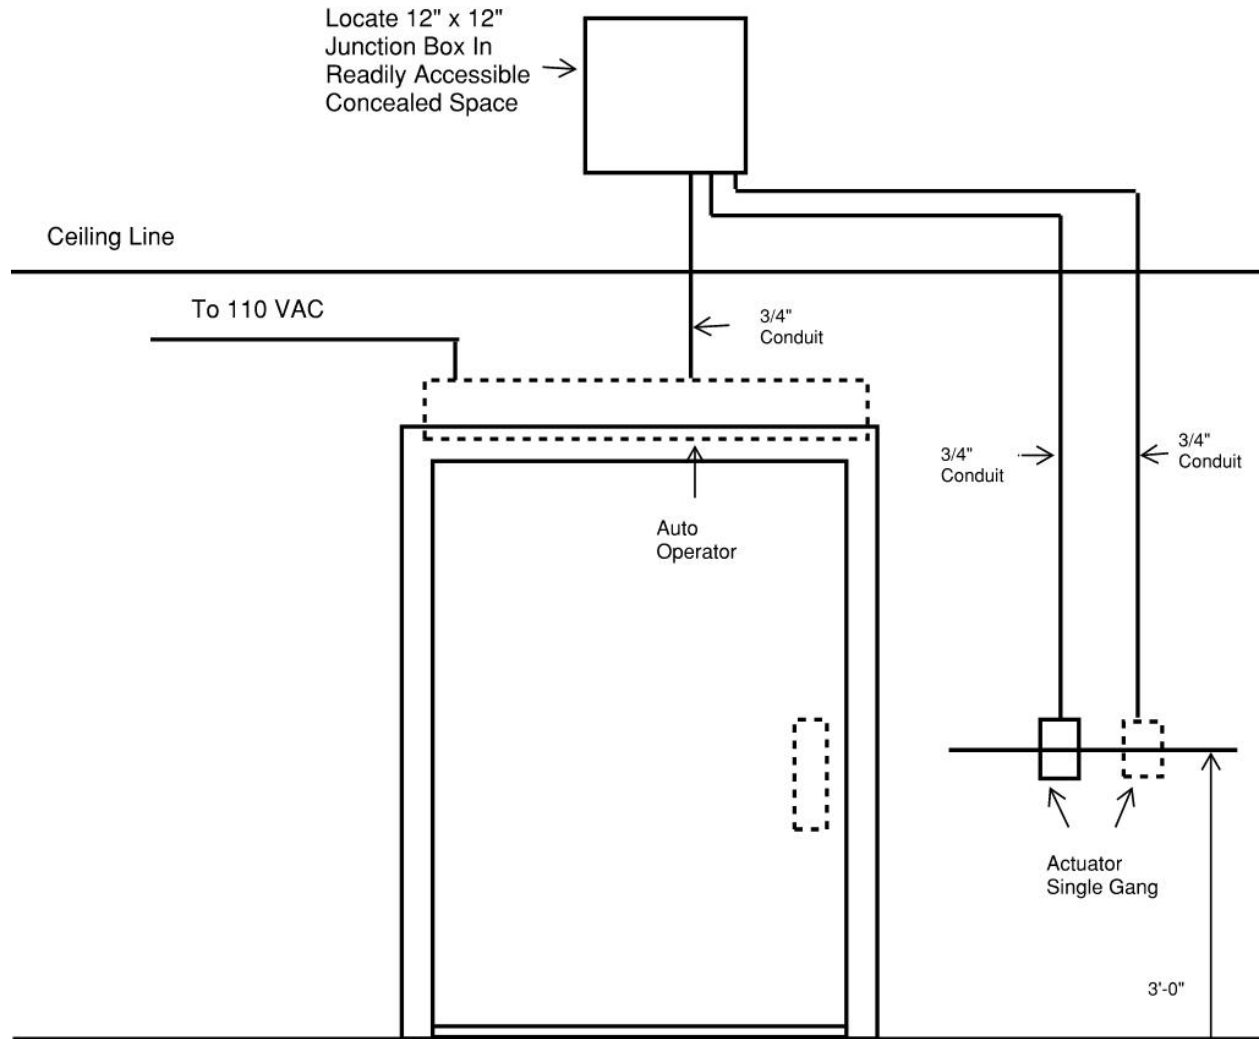 Locate 12" x 12"
Junction Box In
Readily Accessible
Concealed Space
Ceiling Line
To 110 VAC
3/4"
Conduit
3/4"
Conduit
3/4"
Conduit
Auto
Operator
Actuator
Single Gang
3'-0"